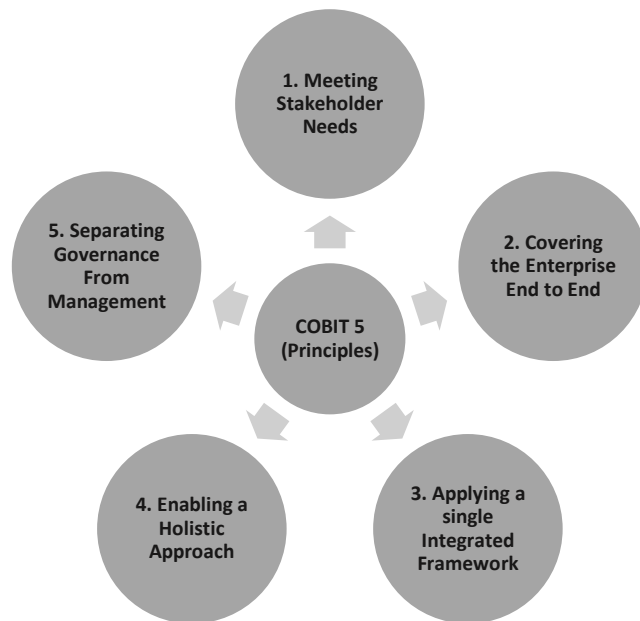 1. Meeting
Stakeholder
Needs
5. Separating
Governance
From
Management
2. Covering
the Enterprise
End to End
COBIT 5
(Principles)
4. Enabling a
Holistic
Approach
3. Applying a
single
Integrated
Framework